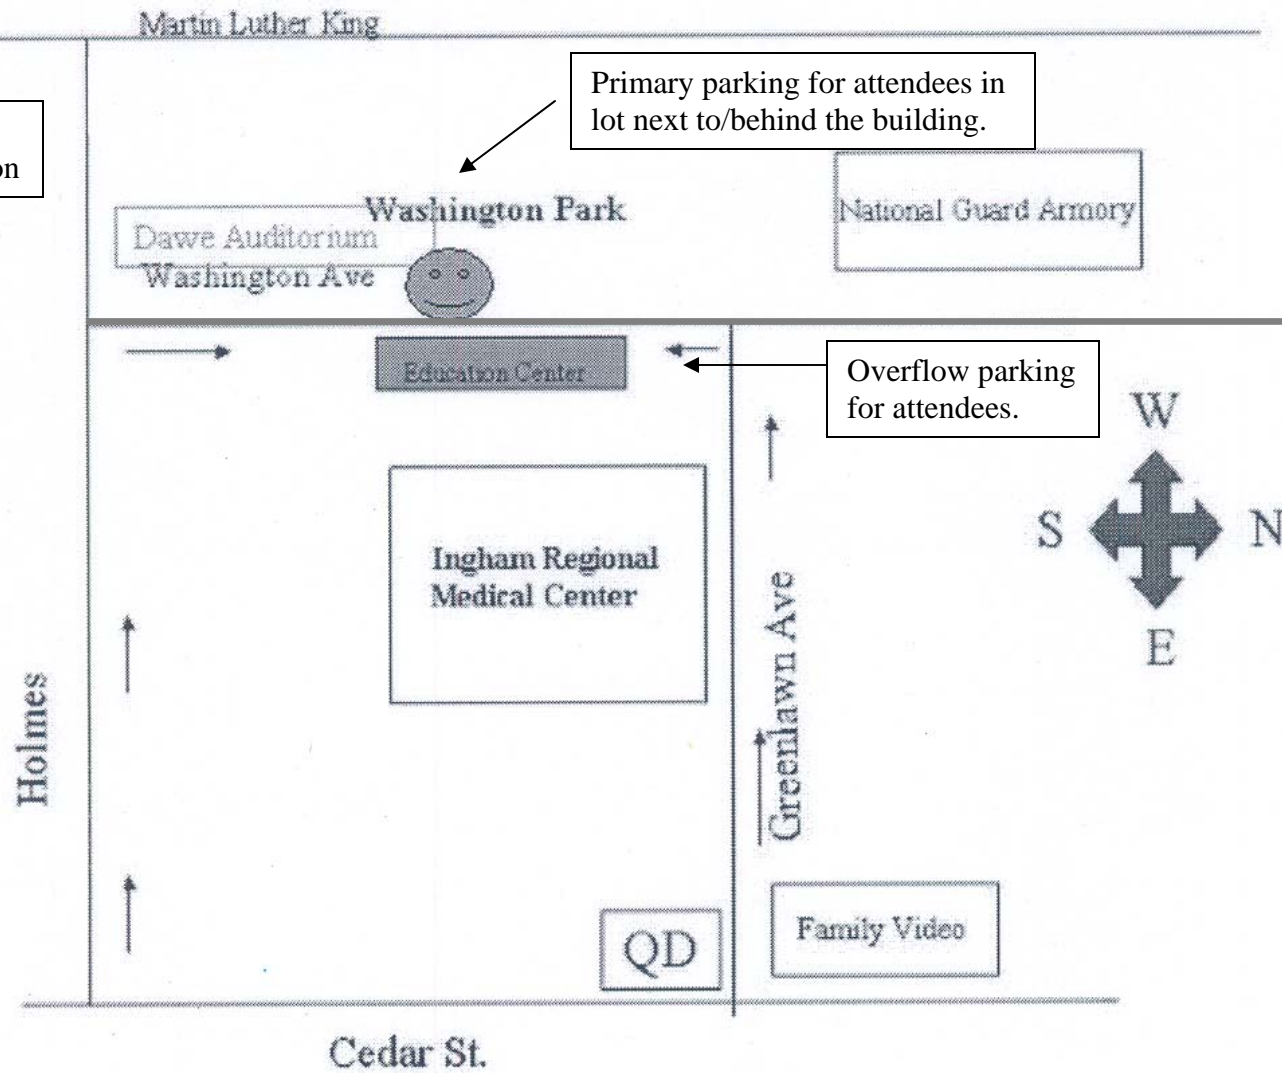 Martin Luther King
Primary parking for attendees in
lot next to/behind the building.
Washington Park
National Guard Armory
Dawe Auditorium
Washington Ave
Education Center
Overflow parking
for attendees.
W
S
N
E
Ingham Regional
Medical Center
Greenlawn Ave
Holmes
QD
Family Video
Cedar St.